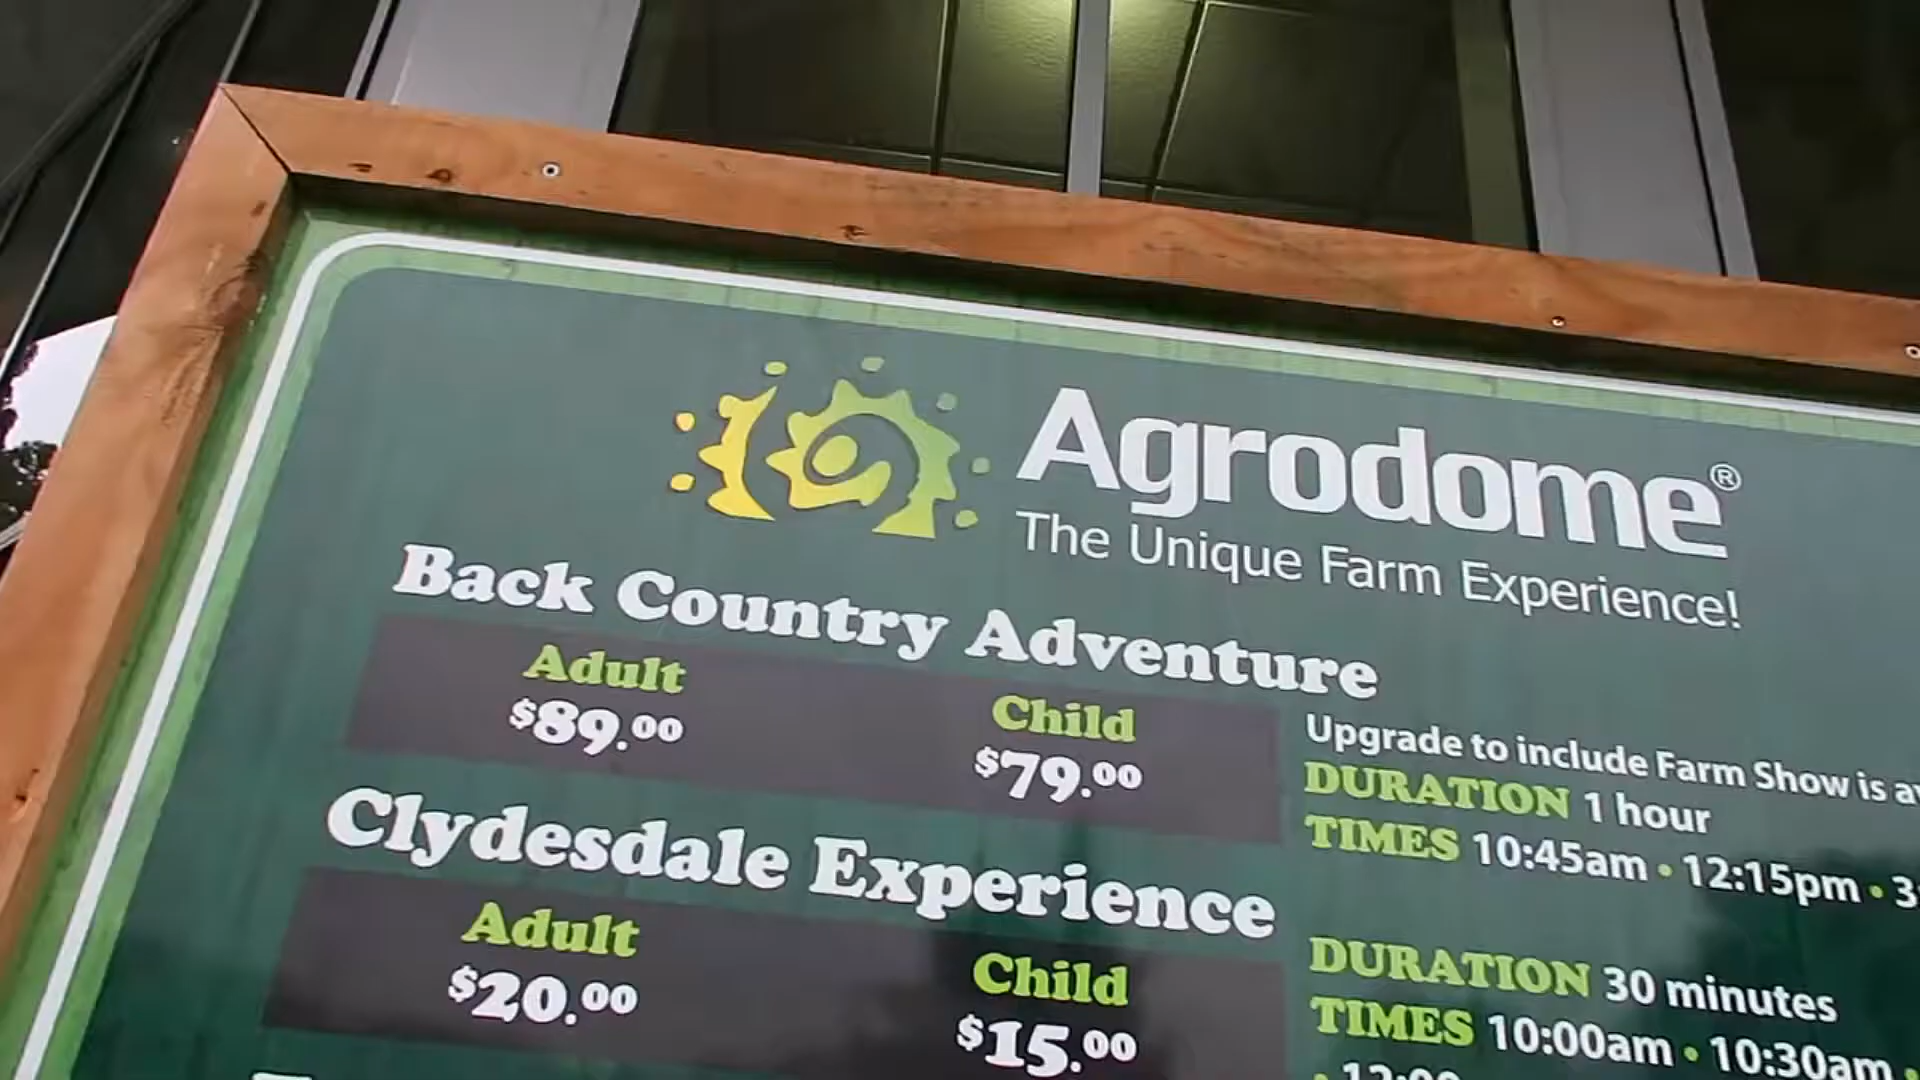 Agrodome®
The Unique Farm Experience!
Back Country Adventure
Adult
$89.00
Child
$79.00
Upgrade to include Farm Show is
DURATION 1 hour
TIMES 10:45am • 12:15pm •
Clydesdale Experience
Adult
$20.00
Child
$15.00
DURATION 30 minutes
TIMES 10:00am • 10:30am •